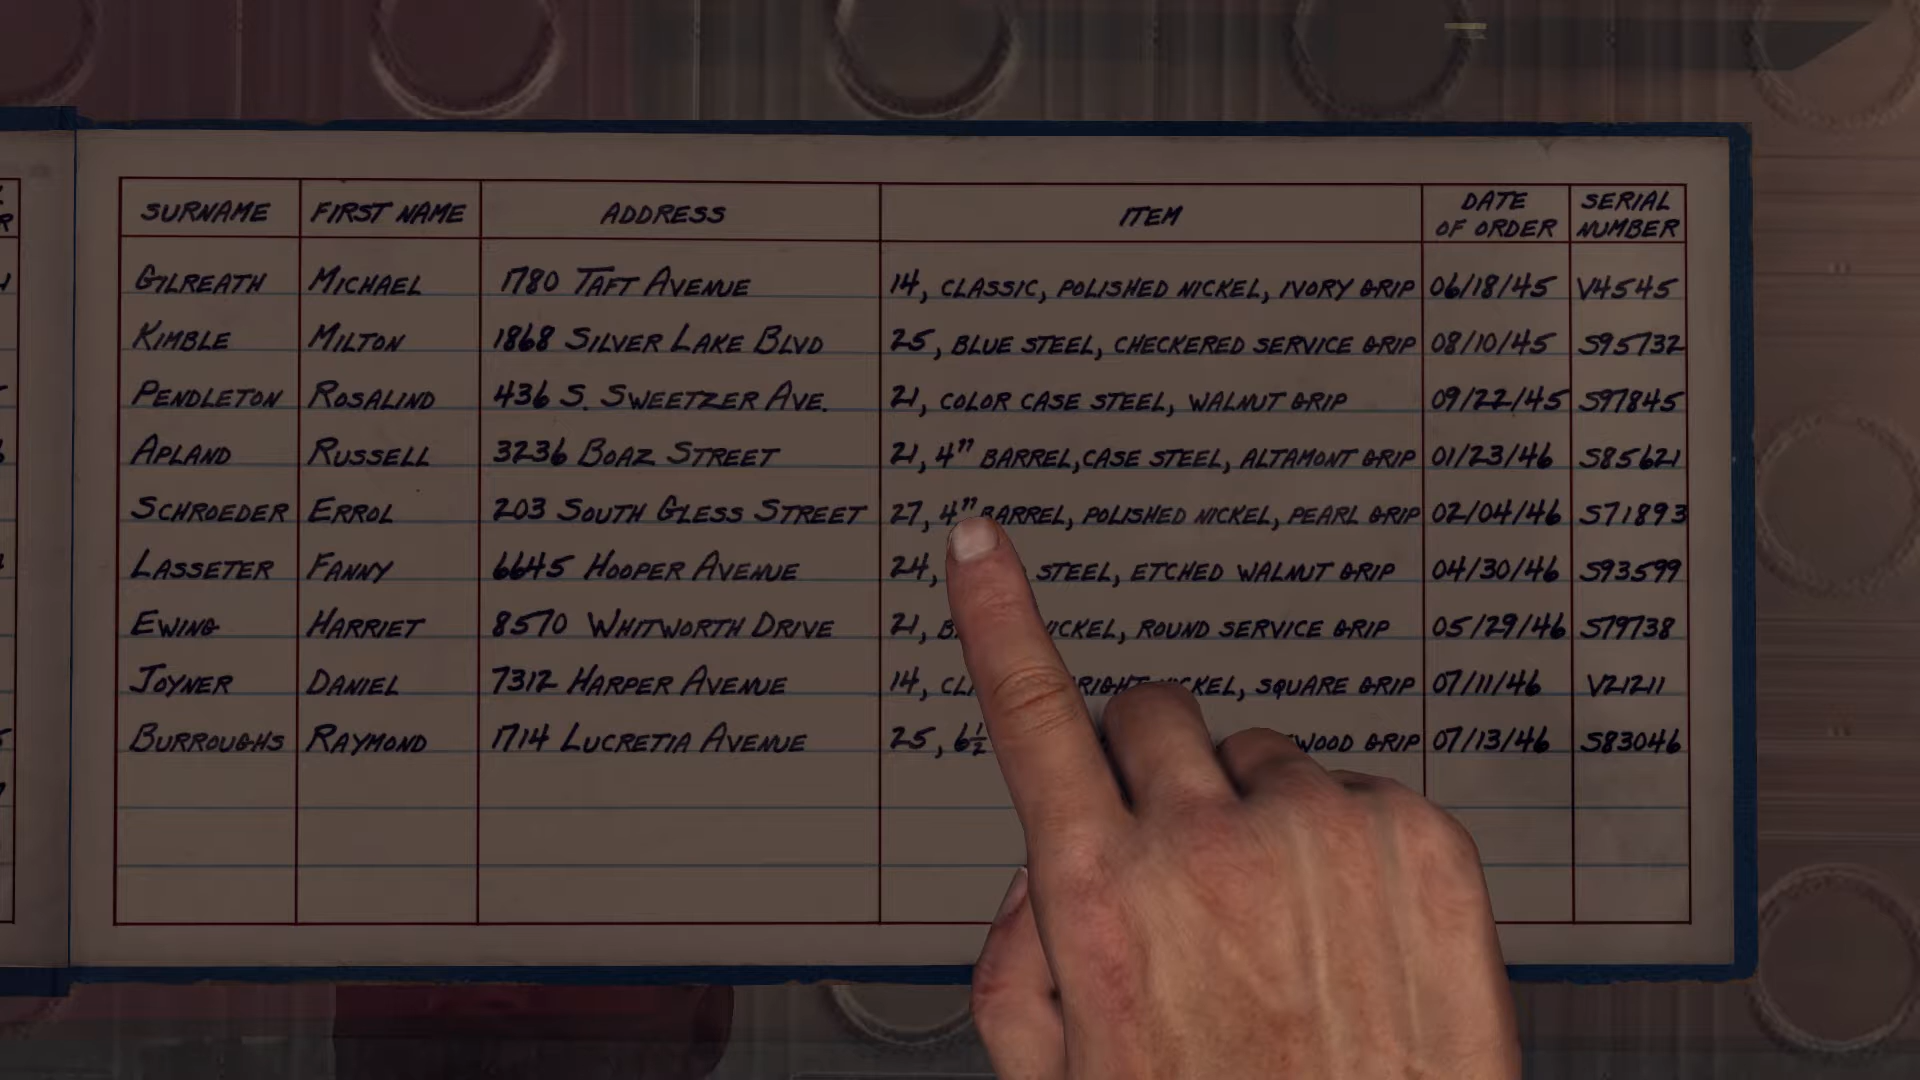 SURNAME FIRST NAME ADDRESS ITEM DATE OF ORDER SERIAL NUMBER
GILREATH MICHAEL 1780 TAFT AVENUE 14, CLASSIC, POLISHED NICKEL, IVORY GRIP 06/18/45 V4545
KIMBLE MILTON 1868 SILVER LAKE BLVD 25, BLUE STEEL, CHECKERED SERVICE GRIP 08/10/45 S95732
PENDLETON ROSALIND 436 S. SWEETZER AVE. 21, COLOR CASE STEEL, WALNUT GRIP 09/22/45 S97845
APLAND RUSSELL 3236 BOAZ STREET 21, 4" BARREL, CASE STEEL, ALTAMONT GRIP 01/23/46 S85621
SCHROEDER ERROL 203 SOUTH GLESS STREET 27, 4" BARREL, POLISHED NICKEL, PEARL GRIP 02/04/46 S71893
LASSETER FANNY 6645 HOOPER AVENUE 24, STEEL, ETCHED WALNUT GRIP 04/30/46 S93599
EWING HARRIET 8570 WHITWORTH DRIVE 21, NICKEL, ROUND SERVICE GRIP 05/29/46 S79738
JOYNER DANIEL 7312 HARPER AVENUE 14, NICKEL, SQUARE GRIP 07/11/46 V21211
BURROUGHS RAYMOND 1714 LUCRETIA AVENUE 25, 6½ GRIP 07/13/46 S83046